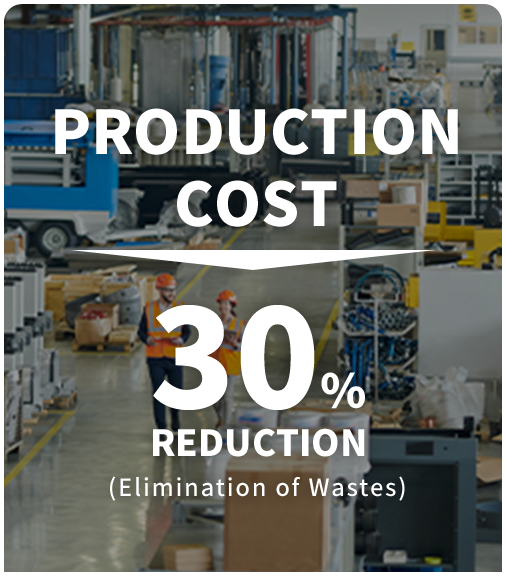 PRODUCTION
COST
30%
REDUCTION
(Elimination of Wastes)